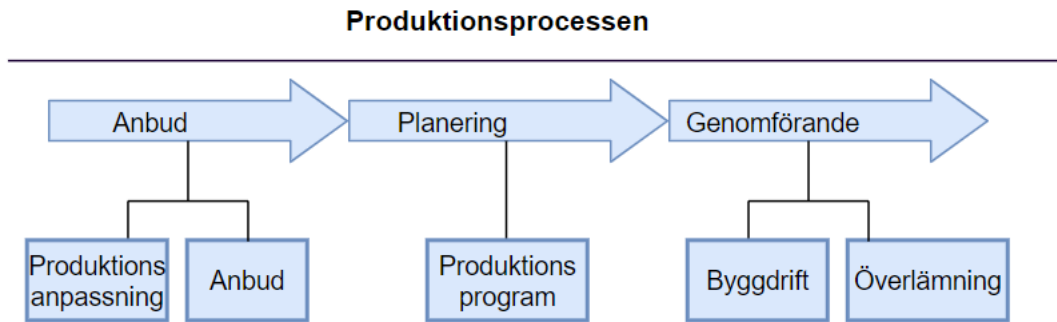 Produktionsprocessen
Anbud
Planering
Genomförande
Produktions
anpassning
Anbud
Produktions
program
Byggdrift
Överlämning